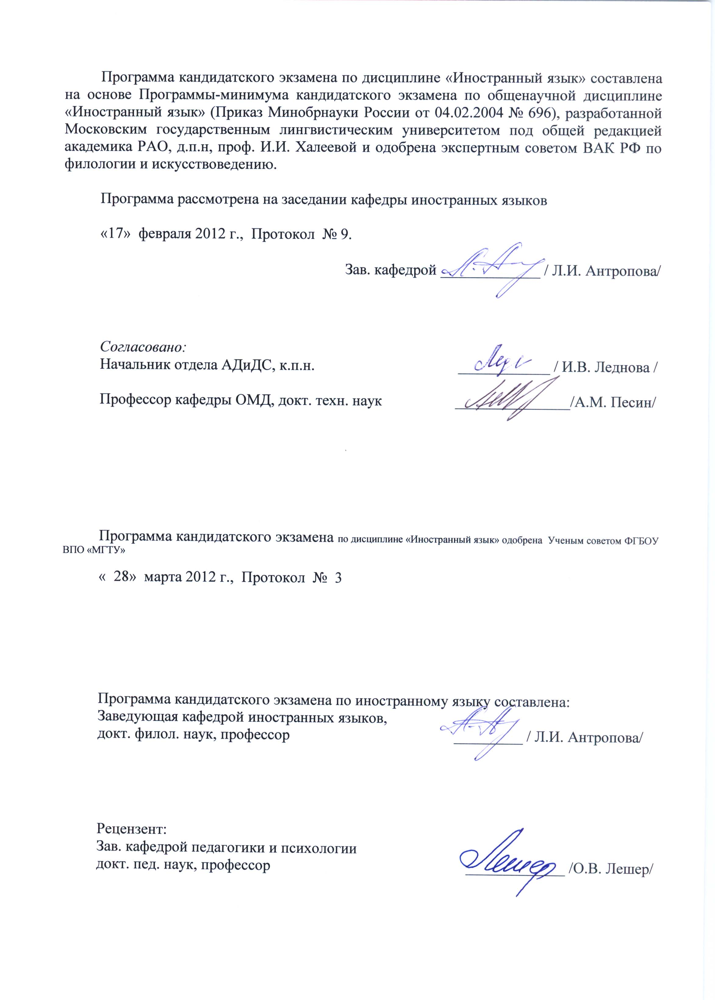 Программа кандидатского экзамена по дисциплине «Иностранный язык» составлена
на основе Программы-минимума кандидатского экзамена по общенаучной дисциплине
«Иностранный язык» (Приказ Минобрнауки России от 04.02.2004 № 696), разработанной
Московским государственным лингвистическим университетом под общей редакцией
академика РАО, д.п.н, проф. И.И. Халеевой и одобрена экспертным советом ВАК РФ по
филологии и искусствоведению.
Программа рассмотрена на заседании кафедры иностранных языков
«17» февраля 2012 г., Протокол № 9.
Зав. кафедрой / Л.И. Антропова/
Согласовано:
Начальник отдела АДиДС, к.п.н. / И.В. Леднова /
Профессор кафедры ОМД, докт. техн. наук /А.М. Песин/
Программа кандидатского экзамена по дисциплине «Иностранный язык» одобрена Ученым советом ФГБОУ
ВПО «МГТУ»
« 28» марта 2012 г., Протокол № 3
Программа кандидатского экзамена по иностранному языку составлена:
Заведующая кафедрой иностранных языков,
докт. филол. наук, профессор / Л.И. Антропова/
Рецензент:
Зав. кафедрой педагогики и психологии
докт. пед. наук, профессор Лешер /О.В. Лешер/